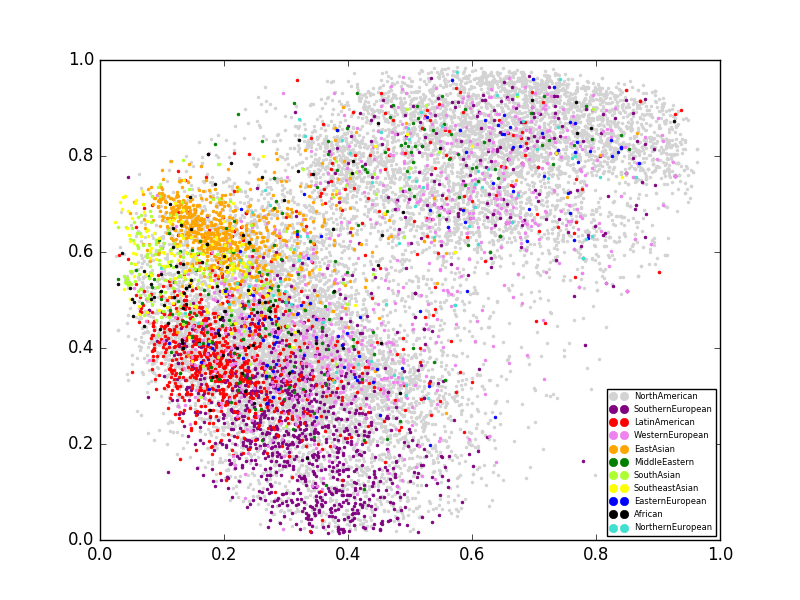 1.0
0.8
0.6
0.4
0.2
0.0
0.0 0.2 0.4 0.6 0.8 1.0
NorthAmerican
SouthernEuropean
LatinAmerican
WesternEuropean
EastAsian
MiddleEastern
SouthAsian
SoutheastAsian
EasternEuropean
African
NorthernEuropean